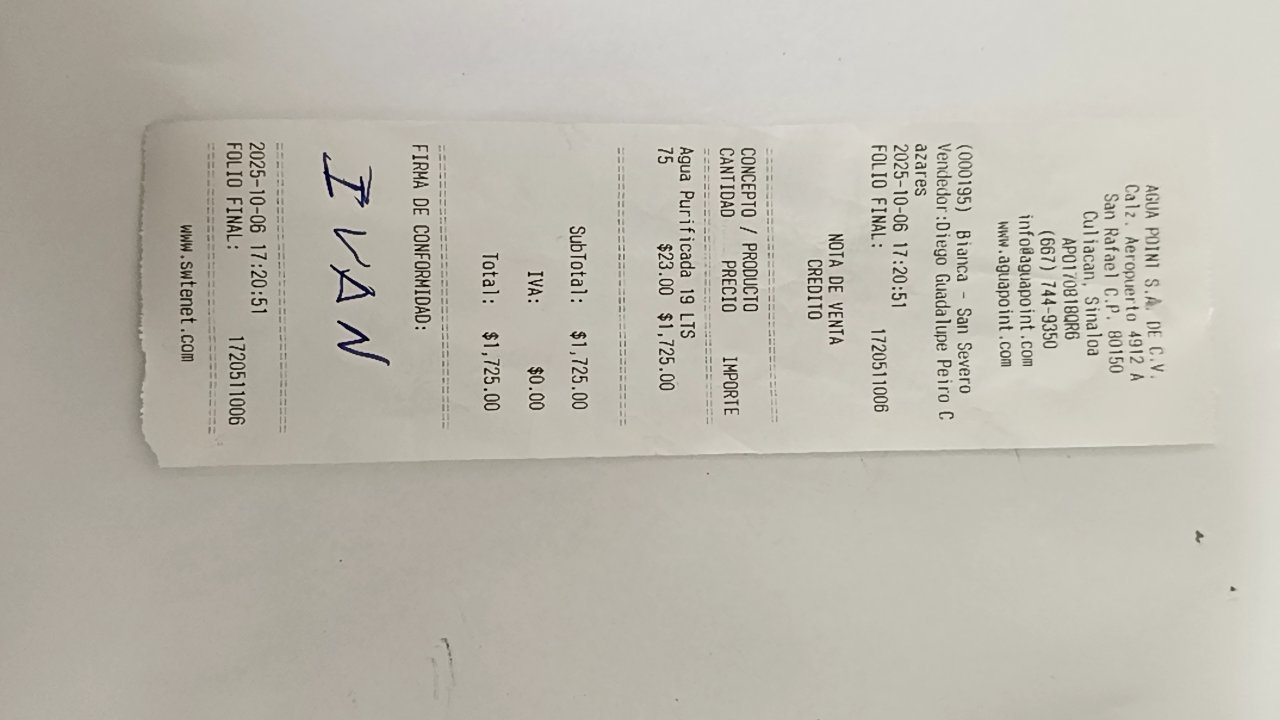 AGUA POINT S.A. DE C.V.
Calz. Aeropuerto 4912 A
San Rafael C.P. 80150
Culiacan, Sinaloa
APO170818QR6
(667) 744-9350
info@aguapoint.com
www.aguapoint.com
(000195) Bianca - San Severo
Vendedor:Diego Guadalupe Peiro C
azares
2025-10-06 17:20:51
FOLIO FINAL: 1720511006
NOTA DE VENTA
CREDITO
================================
CONCEPTO / PRODUCTO
CANTIDAD PRECIO IMPORTE
================================
Agua Purificada 19 LTS
75 $23.00 $1,725.00
================================
SubTotal: $1,725.00
IVA: $0.00
Total: $1,725.00
================================
FIRMA DE CONFORMIDAD:
IVAN
================================
2025-10-06 17:20:51
FOLIO FINAL: 1720511006
================================
www.swtenet.com